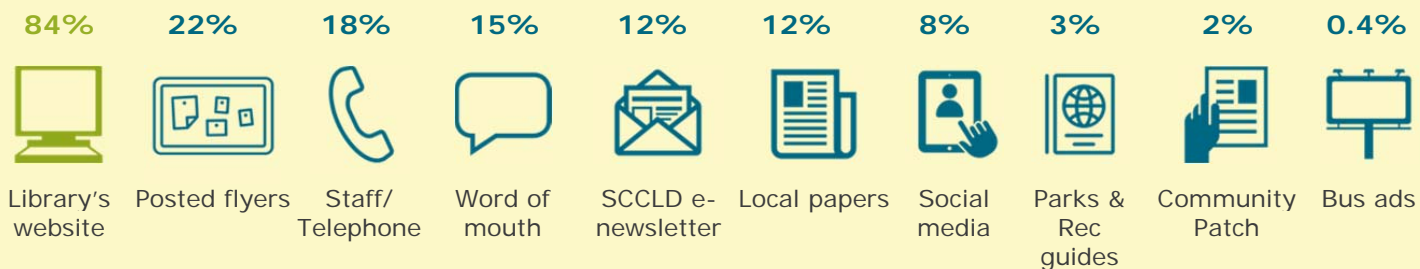 84% 22% 18% 15% 12% 12% 8% 3% 2% 0.4%
Library's Posted flyers Staff/ Word of SCCLD e- Local papers Social Parks & Community Bus ads
website Telephone mouth newsletter media Rec Patch
guides